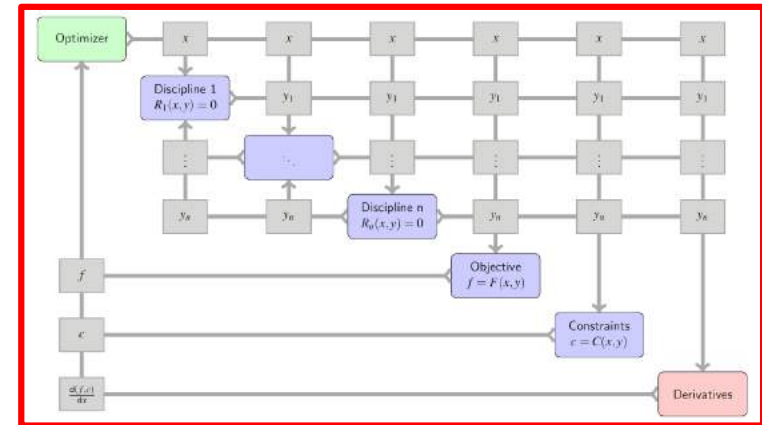 Optimizer x x x x x x
Discipline 1
R₁(x, y) = 0
y₁ y₁ y₁ y₁ y₁
⋮ ⋱ ⋮ ⋮ ⋮ ⋮
yₙ yₙ
Discipline n
Rₙ(x, y) = 0
yₙ yₙ yₙ
f
Objective
f = F(x, y)
c
Constraints
c = C(x, y)
d(f,c)
dx
Derivatives